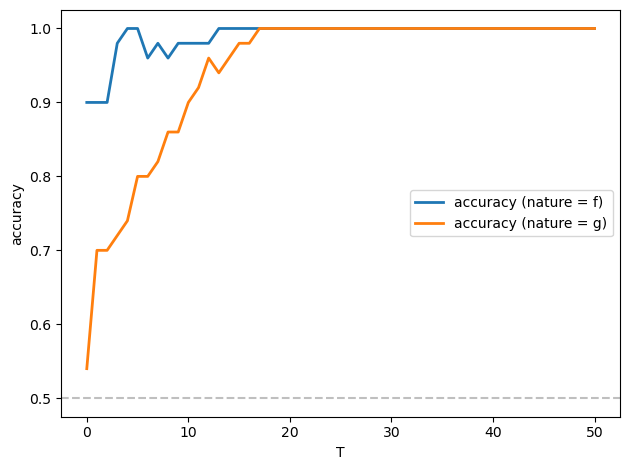 1.0
0.9
0.8
0.7
0.6
0.5
accuracy
accuracy (nature = f)
accuracy (nature = g)
0 10 20 30 40 50
T